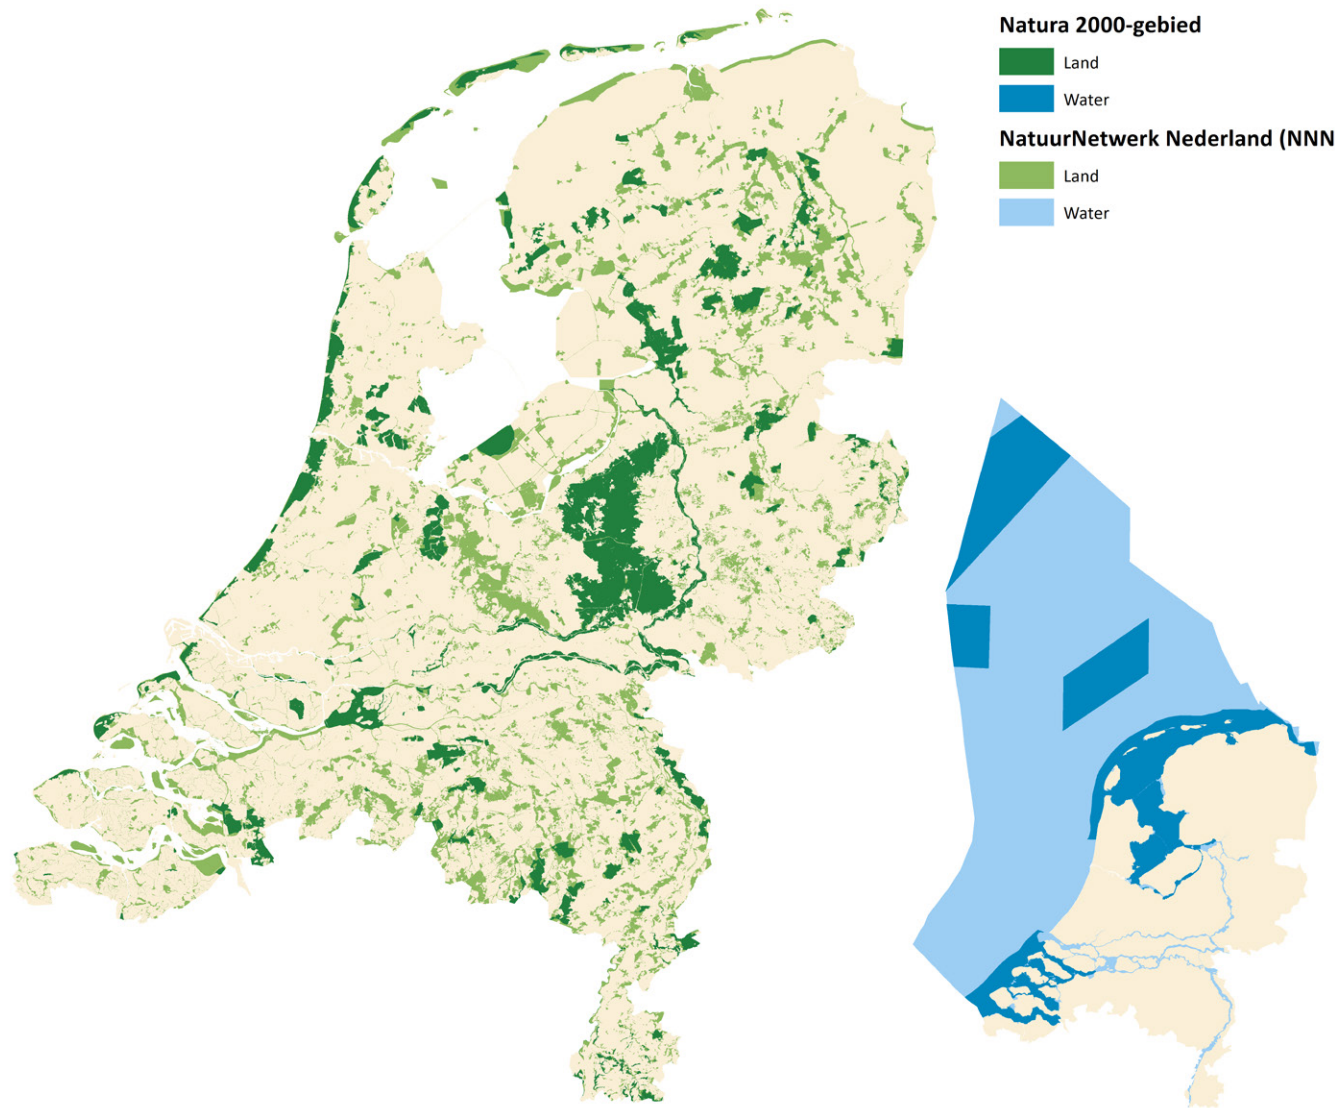 Natura 2000-gebied
Land
Water
NatuurNetwerk Nederland (NNN
Land
Water